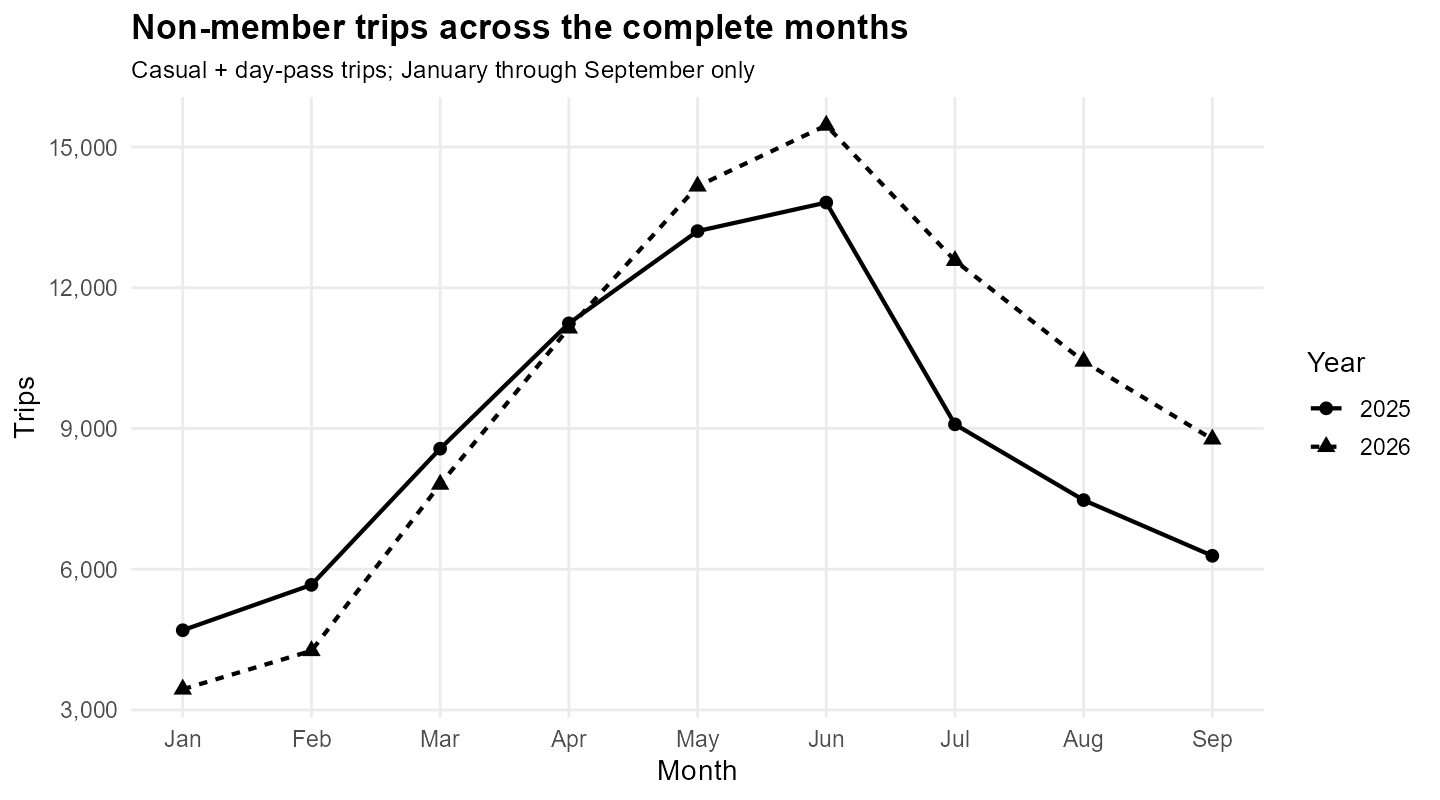 Non-member trips across the complete months
Casual + day-pass trips; January through September only
15,000
12,000
9,000
6,000
3,000
Trips
Jan Feb Mar Apr May Jun Jul Aug Sep
Month
Year
2025
2026